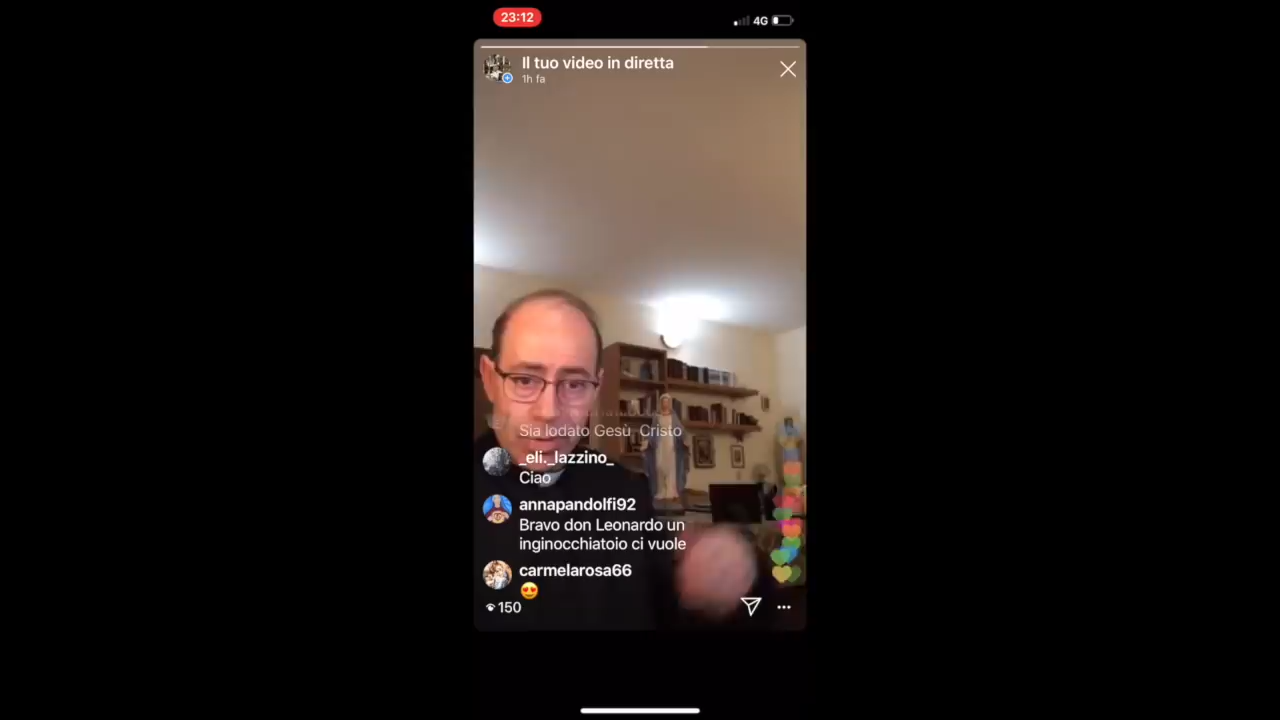 23:12
4G
Il tuo video in diretta
1h fa
Sia lodato Gesù Cristo
_eli._lazzino_
Ciao
annapandolfi92
Bravo don Leonardo un
inginocchiatoio ci vuole
carmelarosa66
😍
150